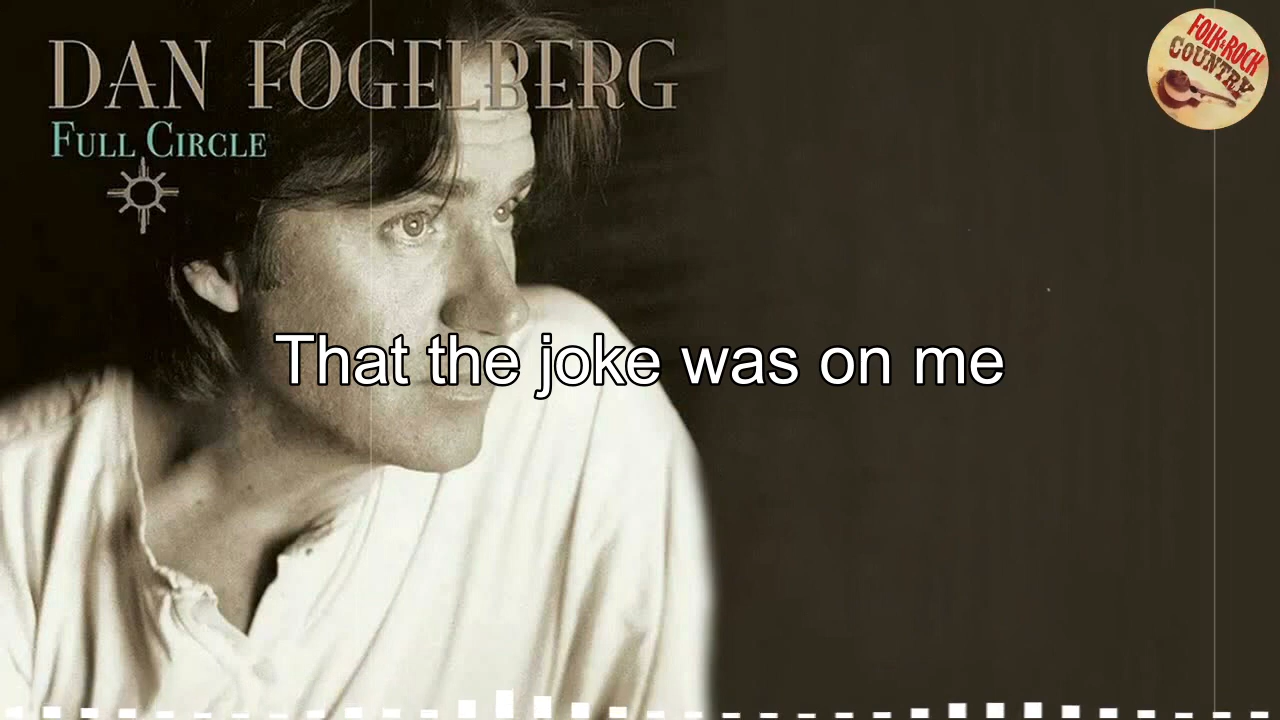 DAN FOGELBERG
FULL CIRCLE
FOLK & ROCK
COUNTRY
That the joke was on me